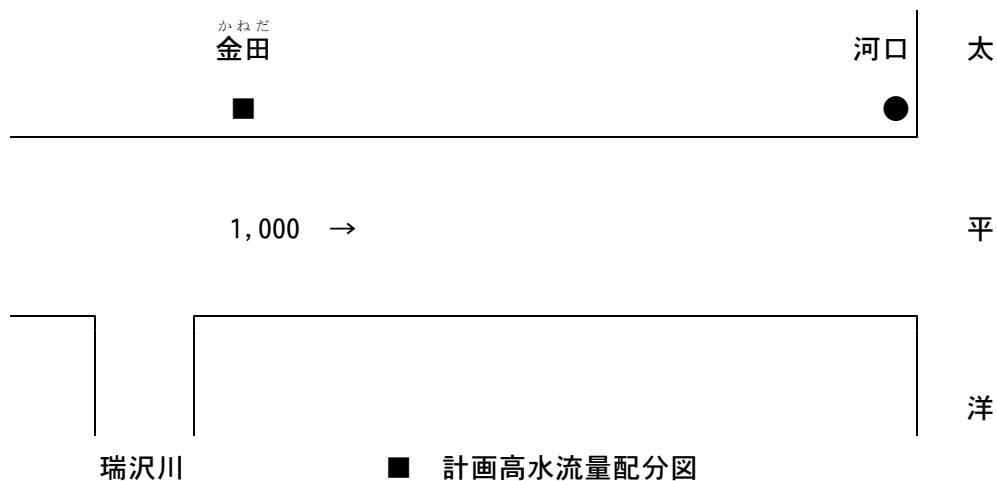 かねだ
金田
河口
太
■
●
1,000 →
平
洋
瑞沢川
■ 計画高水流量配分図